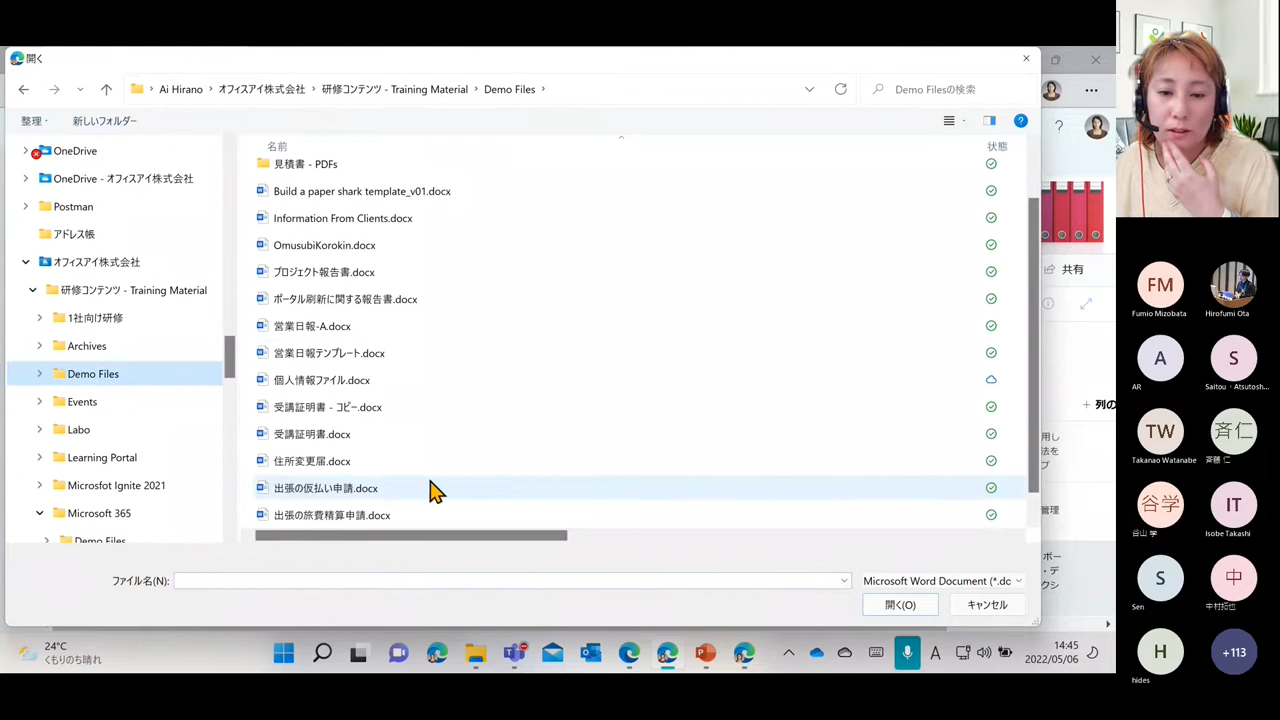 開く
Ai Hirano > オフィスアイ株式会社 > 研修コンテンツ - Training Material > Demo Files >
Demo Filesの検索
整理
新しいフォルダー
OneDrive
OneDrive - オフィスアイ株式会社
Postman
アドレス帳
オフィスアイ株式会社
研修コンテンツ - Training Material
1社向け研修
Archives
Demo Files
Events
Labo
Learning Portal
Microsfot Ignite 2021
Microsoft 365
Demo Files
名前
状態
見積書 - PDFs
Build a paper shark template_v01.docx
Information From Clients.docx
OmusubiKorokin.docx
プロジェクト報告書.docx
ポータル刷新に関する報告書.docx
営業日報-A.docx
営業日報テンプレート.docx
個人情報ファイル.docx
受講証明書 - コピー.docx
受講証明書.docx
住所変更届.docx
出張の仮払い申請.docx
出張の旅費精算申請.docx
ファイル名(N):
Microsoft Word Document (*.dc
開く(O)
キャンセル
共有
+ 列の
用し
法を
プ
管理
ポー
・デ
クシ
24°C
くもりのち晴れ
A
14:45
2022/05/06
FM
Fumio Mizobata
Hirofumi Ota
A
AR
S
Saitou・Atsutosh...
TW
Takanao Watabe
斉仁
斉藤 仁
谷学
谷山 学
IT
Isobe Takashi
S
Sen
中
中村拓也
H
hides
+113